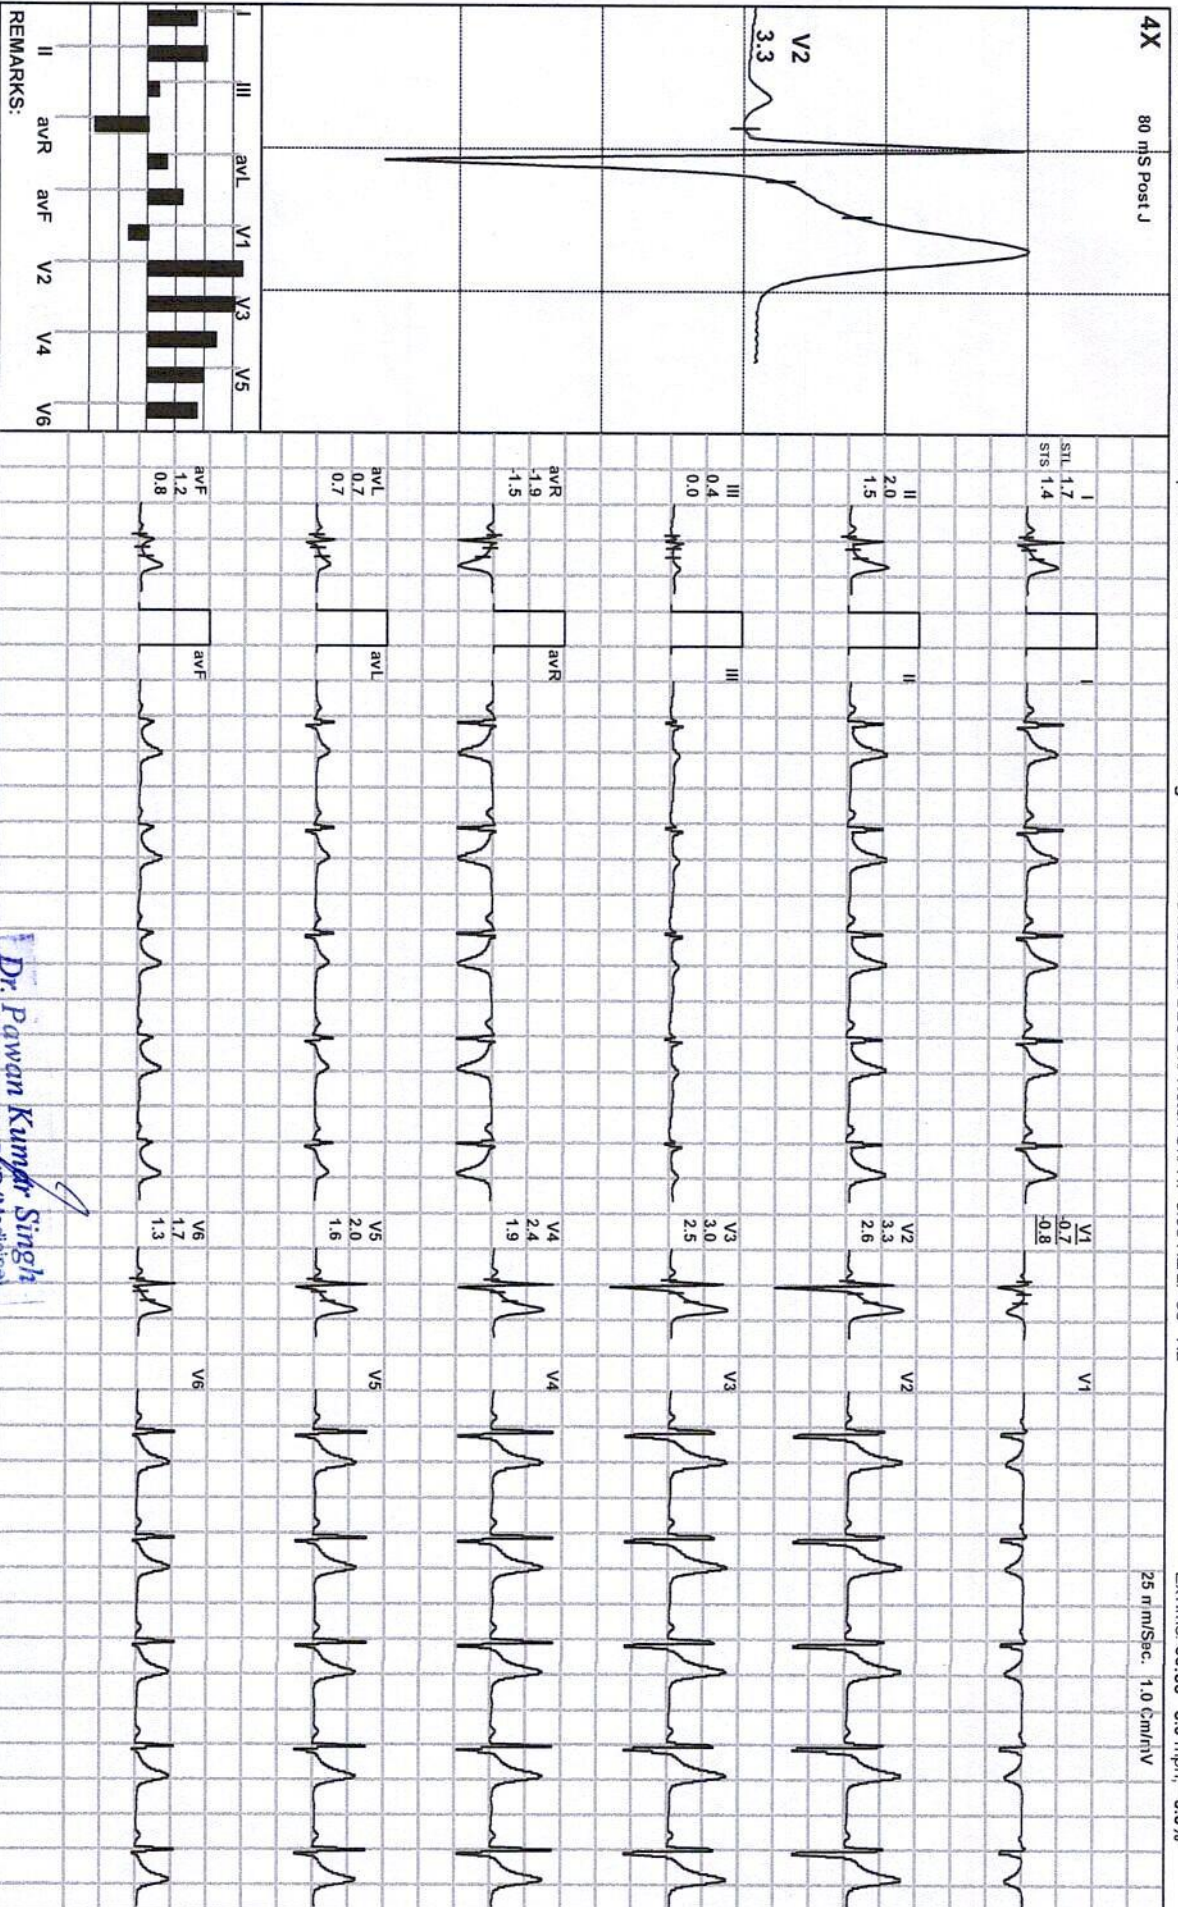 4X
80 mS Post J
V2
3.3
25 mm/Sec. 1.0 Cm/mV
I
STL 1.7
STS 1.4
I
V1
-0.7
-0.8
V1
II
2.0
1.5
II
V2
3.3
2.6
V2
III
0.4
0.0
III
V3
3.0
2.5
V3
avR
-1.9
-1.5
avR
V4
2.4
1.9
V4
avL
0.7
0.7
avL
V5
2.0
1.6
V5
avF
1.2
0.8
avF
V6
1.7
1.3
V6
I III avL V1 V3 V5
II avR avF V2 V4 V6
REMARKS:
Dr. Pawan Kumar Singh